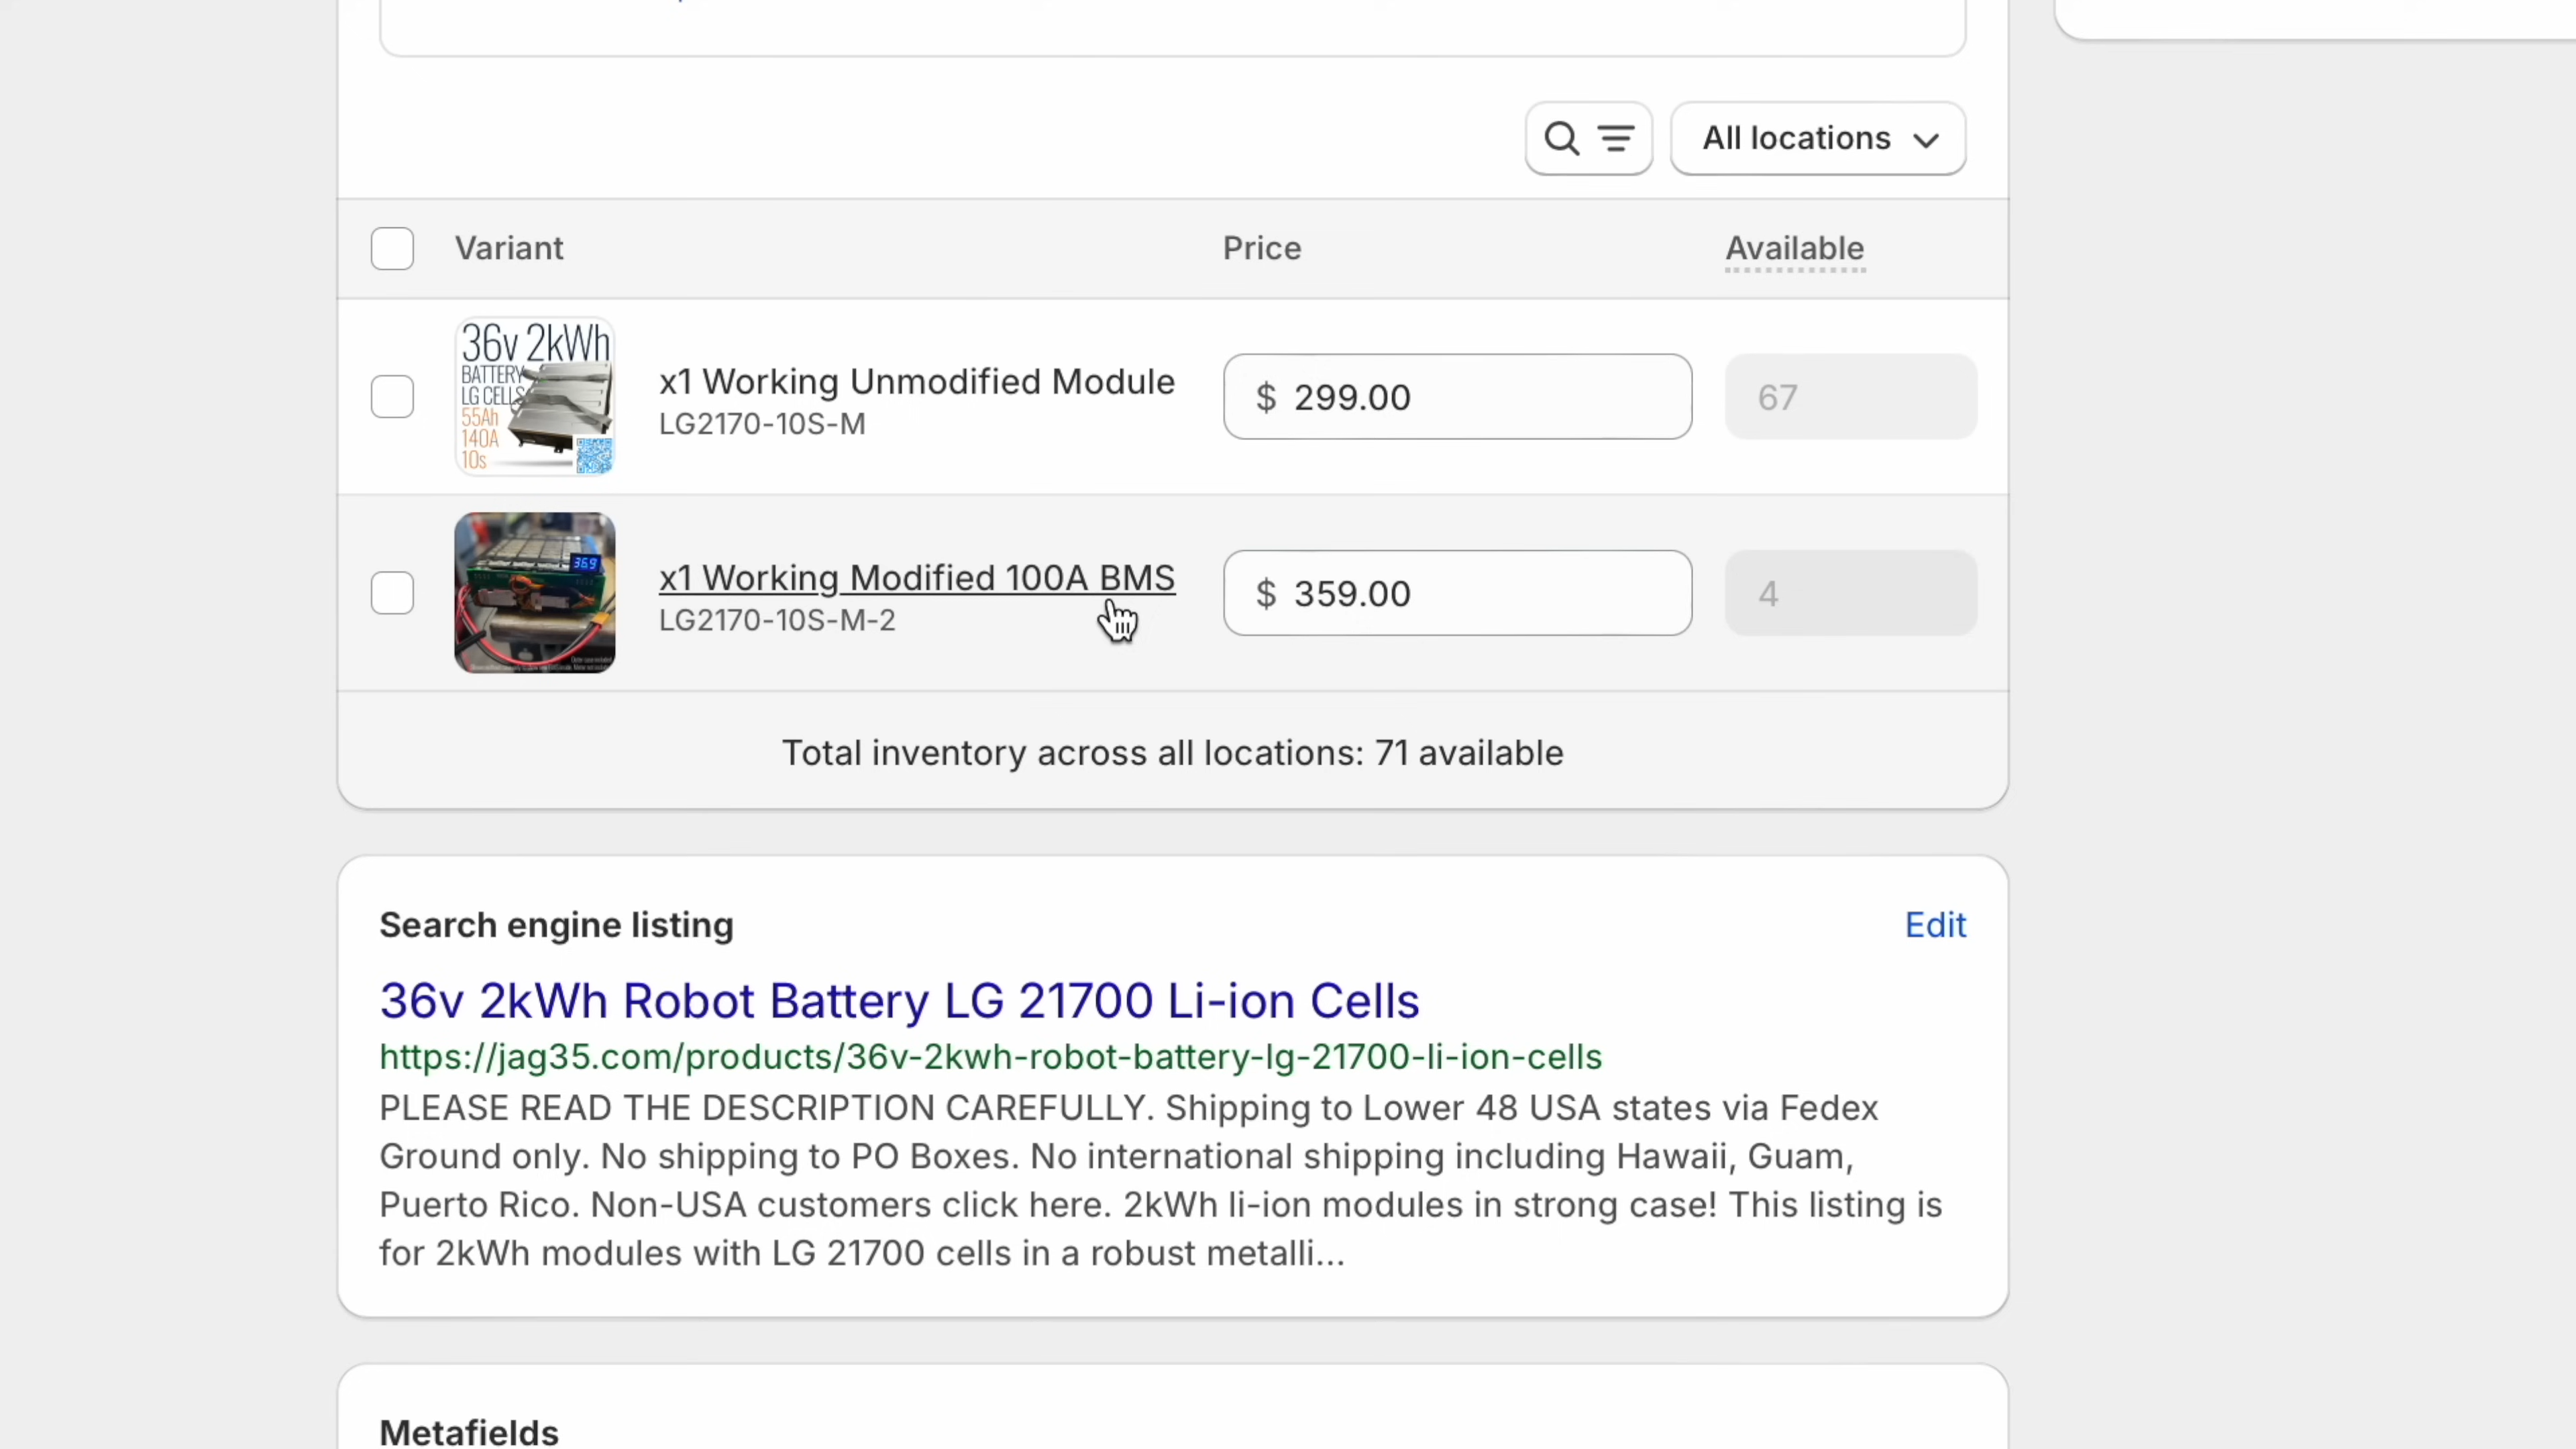 All locations
Variant Price Available
36v 2kWh
BATTERY
LG CELLS
55Ah
140A
10s
x1 Working Unmodified Module
LG2170-10S-M
$ 299.00
67
36.9
x1 Working Modified 100A BMS
LG2170-10S-M-2
$ 359.00
4
Total inventory across all locations: 71 available
Search engine listing
Edit
36v 2kWh Robot Battery LG 21700 Li-ion Cells
https://jag35.com/products/36v-2kwh-robot-battery-lg-21700-li-ion-cells
PLEASE READ THE DESCRIPTION CAREFULLY. Shipping to Lower 48 USA states via Fedex
Ground only. No shipping to PO Boxes. No international shipping including Hawaii, Guam,
Puerto Rico. Non-USA customers click here. 2kWh li-ion modules in strong case! This listing is
for 2kWh modules with LG 21700 cells in a robust metalli...
Metafields